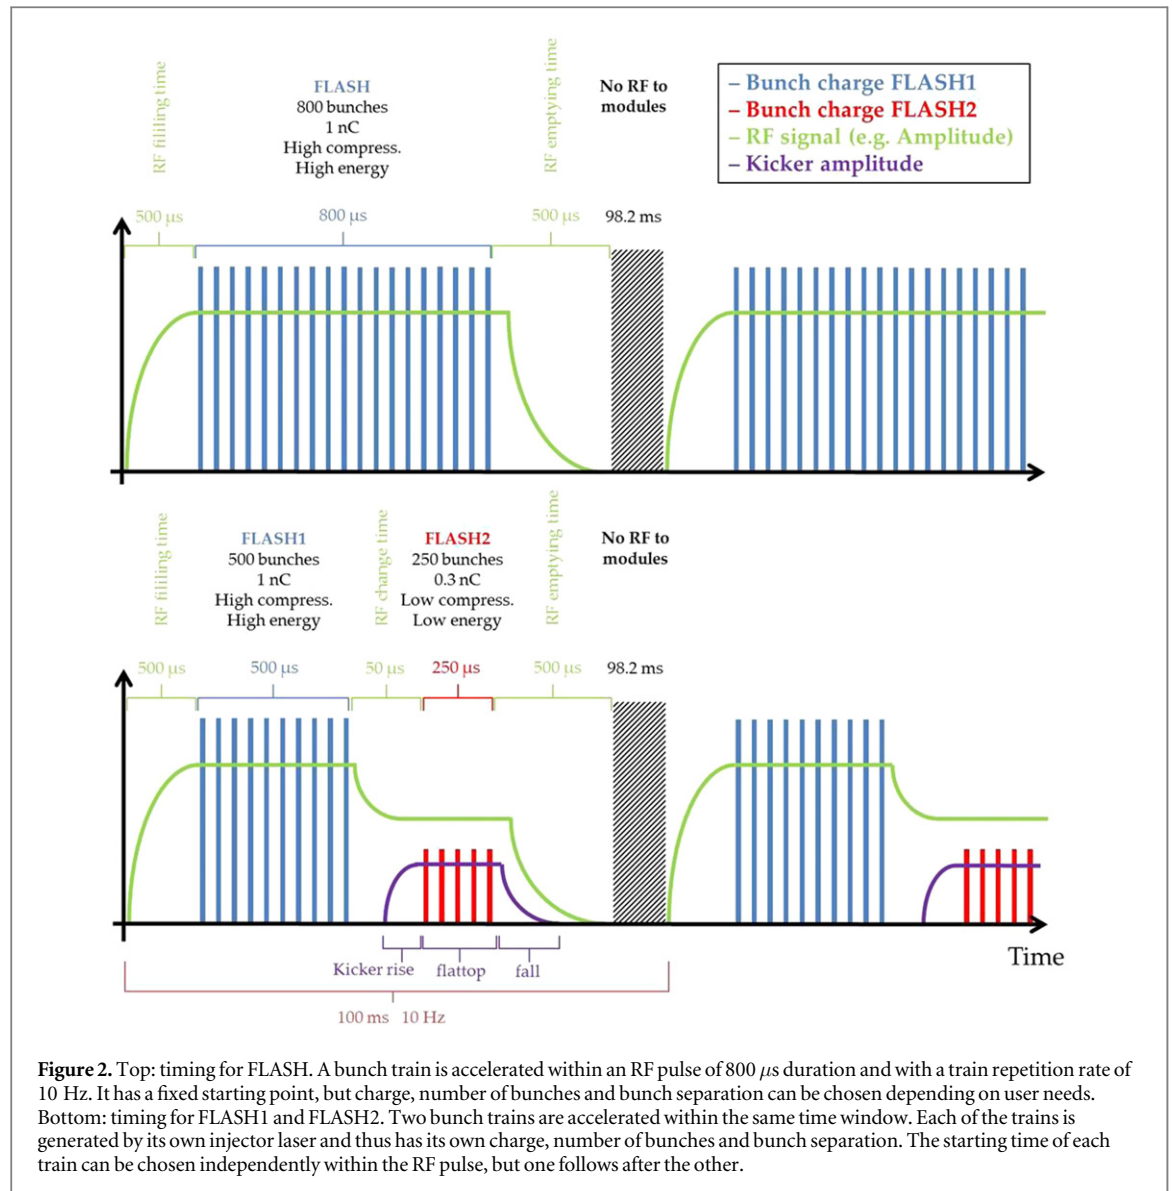 RF fililing time
FLASH
800 bunches
1 nC
High compress.
High energy
RF emptying time
No RF to
modules
– Bunch charge FLASH1
– Bunch charge FLASH2
– RF signal (e.g. Amplitude)
– Kicker amplitude
500 µs
800 µs
500 µs
98.2 ms
RF fililing time
FLASH1
500 bunches
1 nC
High compress.
High energy
RF change time
FLASH2
250 bunches
0.3 nC
Low compress.
Low energy
RF emptying time
No RF to
modules
500 µs
500 µs
50 µs
250 µs
500 µs
98.2 ms
Time
Kicker rise
flattop
fall
100 ms 10 Hz
Figure 2. Top: timing for FLASH. A bunch train is accelerated within an RF pulse of 800 µs duration and with a train repetition rate of
10 Hz. It has a fixed starting point, but charge, number of bunches and bunch separation can be chosen depending on user needs.
Bottom: timing for FLASH1 and FLASH2. Two bunch trains are accelerated within the same time window. Each of the trains is
generated by its own injector laser and thus has its own charge, number of bunches and bunch separation. The starting time of each
train can be chosen independently within the RF pulse, but one follows after the other.